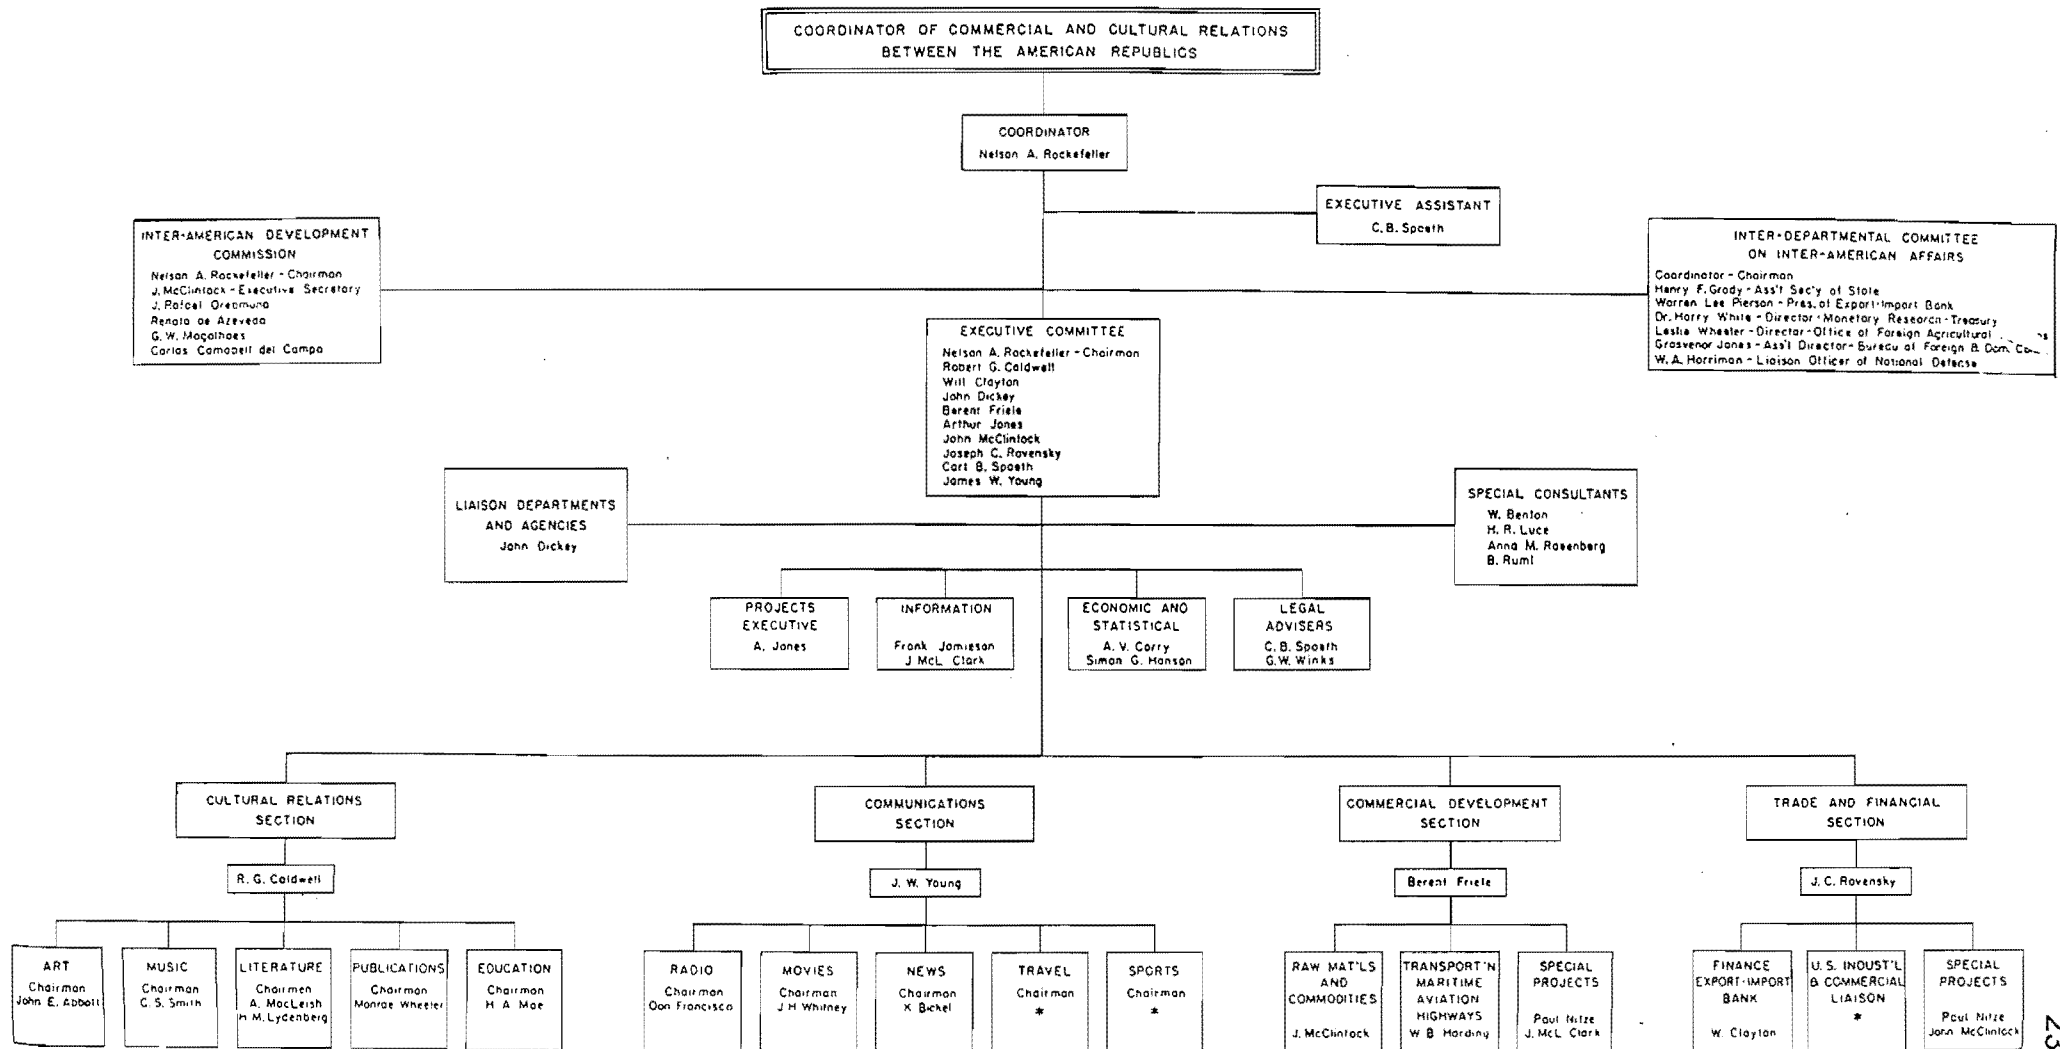 COORDINATOR OF COMMERCIAL AND CULTURAL RELATIONS
BETWEEN THE AMERICAN REPUBLICS
COORDINATOR
Nelson A. Rockefeller
EXECUTIVE ASSISTANT
C. B. Spaeth
INTER-AMERICAN DEVELOPMENT
COMMISSION
Nelson A. Rockefeller - Chairman
J. McClintock - Executive Secretary
J. Rafael Oreamuno
Renato de Azevedo
G. W. Magalhaes
Carlos Campbell del Campo
INTER-DEPARTMENTAL COMMITTEE
ON INTER-AMERICAN AFFAIRS
Coordinator - Chairman
Henry F. Grady - Ass't Sec'y of State
Warren Lee Pierson - Pres. of Export-Import Bank
Dr. Harry White - Director - Monetary Research - Treasury
Leslie Wheeler - Director - Office of Foreign Agricultural
Grosvenor Jones - Ass't Director - Bureau of Foreign & Dom.
W. A. Harriman - Liaison Officer of National Defense
EXECUTIVE COMMITTEE
Nelson A. Rockefeller - Chairman
Robert G. Caldwell
Will Clayton
John Dickey
Berent Friele
Arthur Jones
John McClintock
Joseph C. Rovensky
Carl B. Spaeth
James W. Young
LIAISON DEPARTMENTS
AND AGENCIES
John Dickey
SPECIAL CONSULTANTS
W. Benton
H. R. Luce
Anna M. Rosenberg
B. Ruml
PROJECTS
EXECUTIVE
A. Jones
INFORMATION
Frank Jamieson
J McL Clark
ECONOMIC AND
STATISTICAL
A. V. Corry
Simon G. Hanson
LEGAL
ADVISERS
C. B. Spaeth
G. W. Winks
CULTURAL RELATIONS
SECTION
R. G. Caldwell
COMMUNICATIONS
SECTION
J. W. Young
COMMERCIAL DEVELOPMENT
SECTION
Berent Friele
TRADE AND FINANCIAL
SECTION
J. C. Rovensky
ART
Chairman
John E. Abbott
MUSIC
Chairman
C. S. Smith
LITERATURE
Chairmen
A. MacLeish
H M. Lydenberg
PUBLICATIONS
Chairman
Monroe Wheeler
EDUCATION
Chairman
H A Moe
RADIO
Chairman
Don Francisco
MOVIES
Chairman
J. H Whitney
NEWS
Chairman
K Bickel
TRAVEL
Chairman
*
SPORTS
Chairman
*
RAW MAT'LS
AND
COMMODITIES
J. McClintock
TRANSPORT'N
MARITIME
AVIATION
HIGHWAYS
W B Harding
SPECIAL
PROJECTS
Paul Nitze
J. McL Clark
FINANCE
EXPORT-IMPORT
BANK
W. Clayton
U. S. INDUST'L
& COMMERCIAL
LIAISON
*
SPECIAL
PROJECTS
Paul Nitze
John McClintock
23